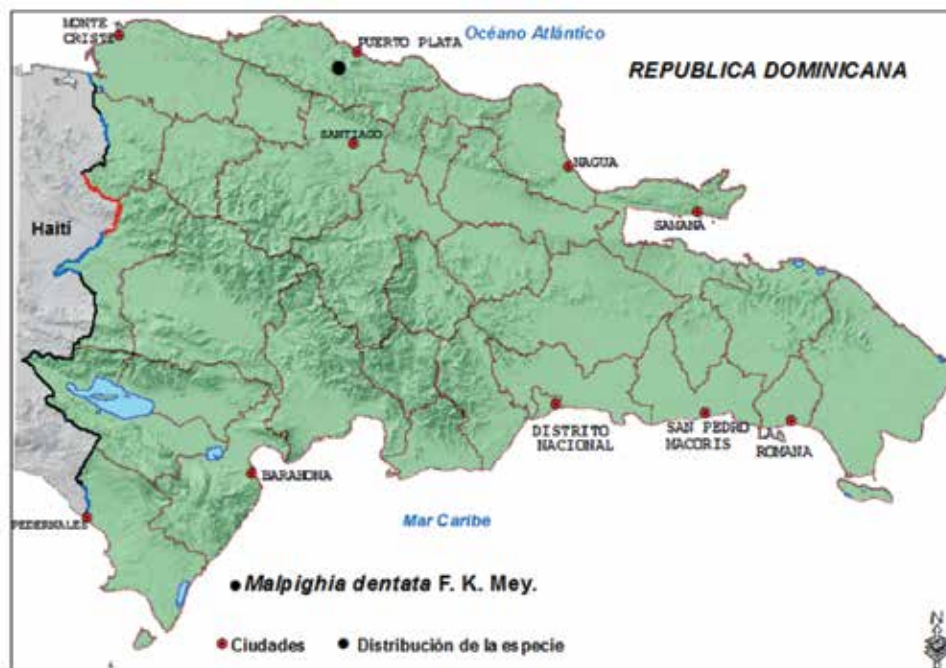 MONTE
CRISTI
PUERTO PLATA
Océano Atlántico
REPUBLICA DOMINICANA
SANTIAGO
NAGUA
SAMANA
Haití
DISTRITO
NACIONAL
SAN PEDRO
MACORIS
LA
ROMANA
BARAHONA
PEDERNALES
Mar Caribe
Malpighia dentata F. K. Mey.
Ciudades
Distribución de la especie